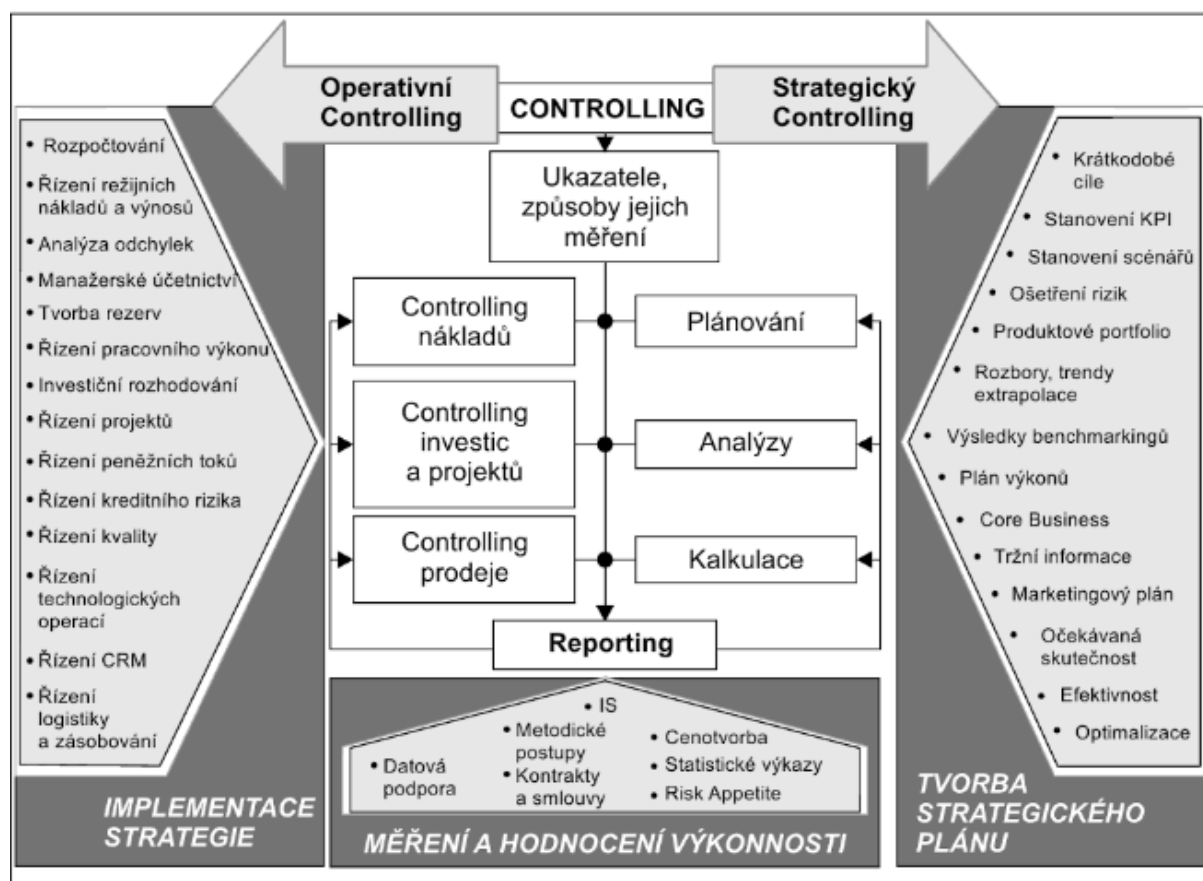 Operativní
Controlling
CONTROLLING
Strategický
Controlling
• Rozpočtování
• Řízení režijních
nákladů a výnosů
• Analýza odchylek
• Manažerské účetnictví
• Tvorba rezerv
• Řízení pracovního výkonu
• Investiční rozhodování
• Řízení projektů
• Řízení peněžních toků
• Řízení kreditního rizika
• Řízení kvality
• Řízení
technologických
operací
• Řízení CRM
• Řízení
logistiky
a zásobování
IMPLEMENTACE
STRATEGIE
Ukazatele,
způsoby jejich
měření
Controlling
nákladů
Plánování
Controlling
investic
a projektů
Analýzy
Controlling
prodeje
Kalkulace
Reporting
• IS
• Datová
podpora
• Metodické
postupy
• Kontrakty
a smlouvy
• Cenotvorba
• Statistické výkazy
• Risk Appetite
MĚŘENÍ A HODNOCENÍ VÝKONNOSTI
• Krátkodobé
cíle
• Stanovení KPI
• Stanovení scénářů
• Ošetření rizik
• Produktové portfolio
• Rozbory, trendy
extrapolace
• Výsledky benchmarkingů
• Plán výkonů
• Core Business
• Tržní informace
• Marketingový plán
• Očekávaná
skutečnost
• Efektivnost
• Optimalizace
TVORBA
STRATEGICKÉHO
PLÁNU